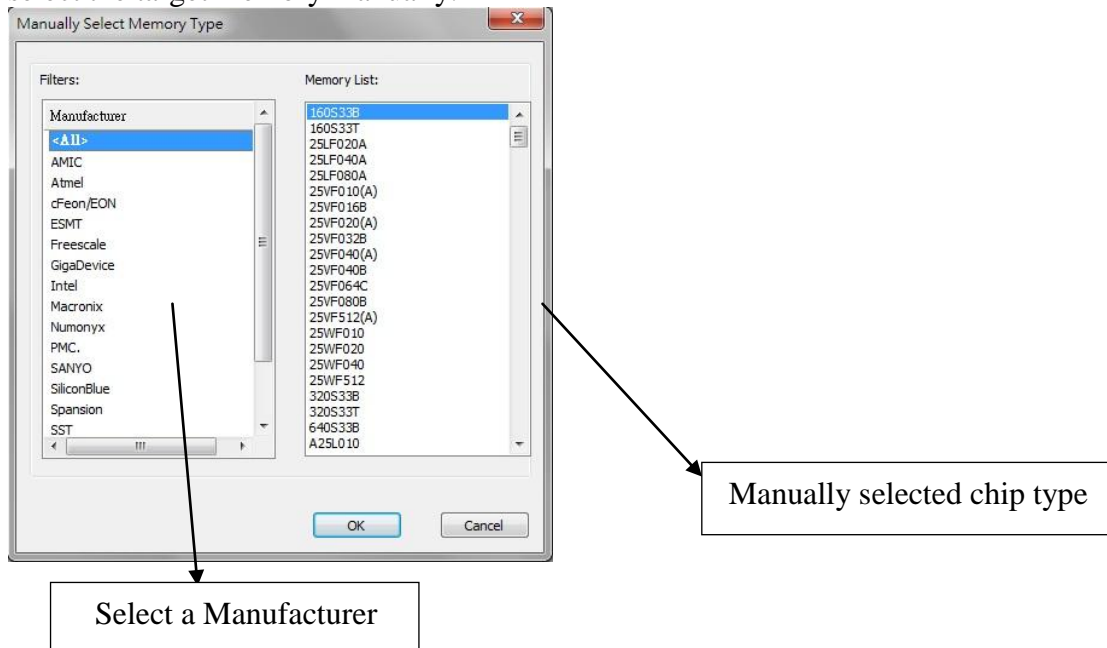 Manually Select Memory Type
Filters:
Manufacturer
<All>
AMIC
Atmel
cFeon/EON
ESMT
Freescale
GigaDevice
Intel
Macronix
Numonyx
PMC.
SANYO
SiliconBlue
Spansion
SST
Memory List:
160S33B
160S33T
25LF020A
25LF040A
25LF080A
25VF010(A)
25VF016B
25VF020(A)
25VF032B
25VF040(A)
25VF040B
25VF064C
25VF080B
25VF512(A)
25WF010
25WF020
25WF040
25WF512
320S33B
320S33T
640S33B
A25L010
OK
Cancel
Manually selected chip type
Select a Manufacturer